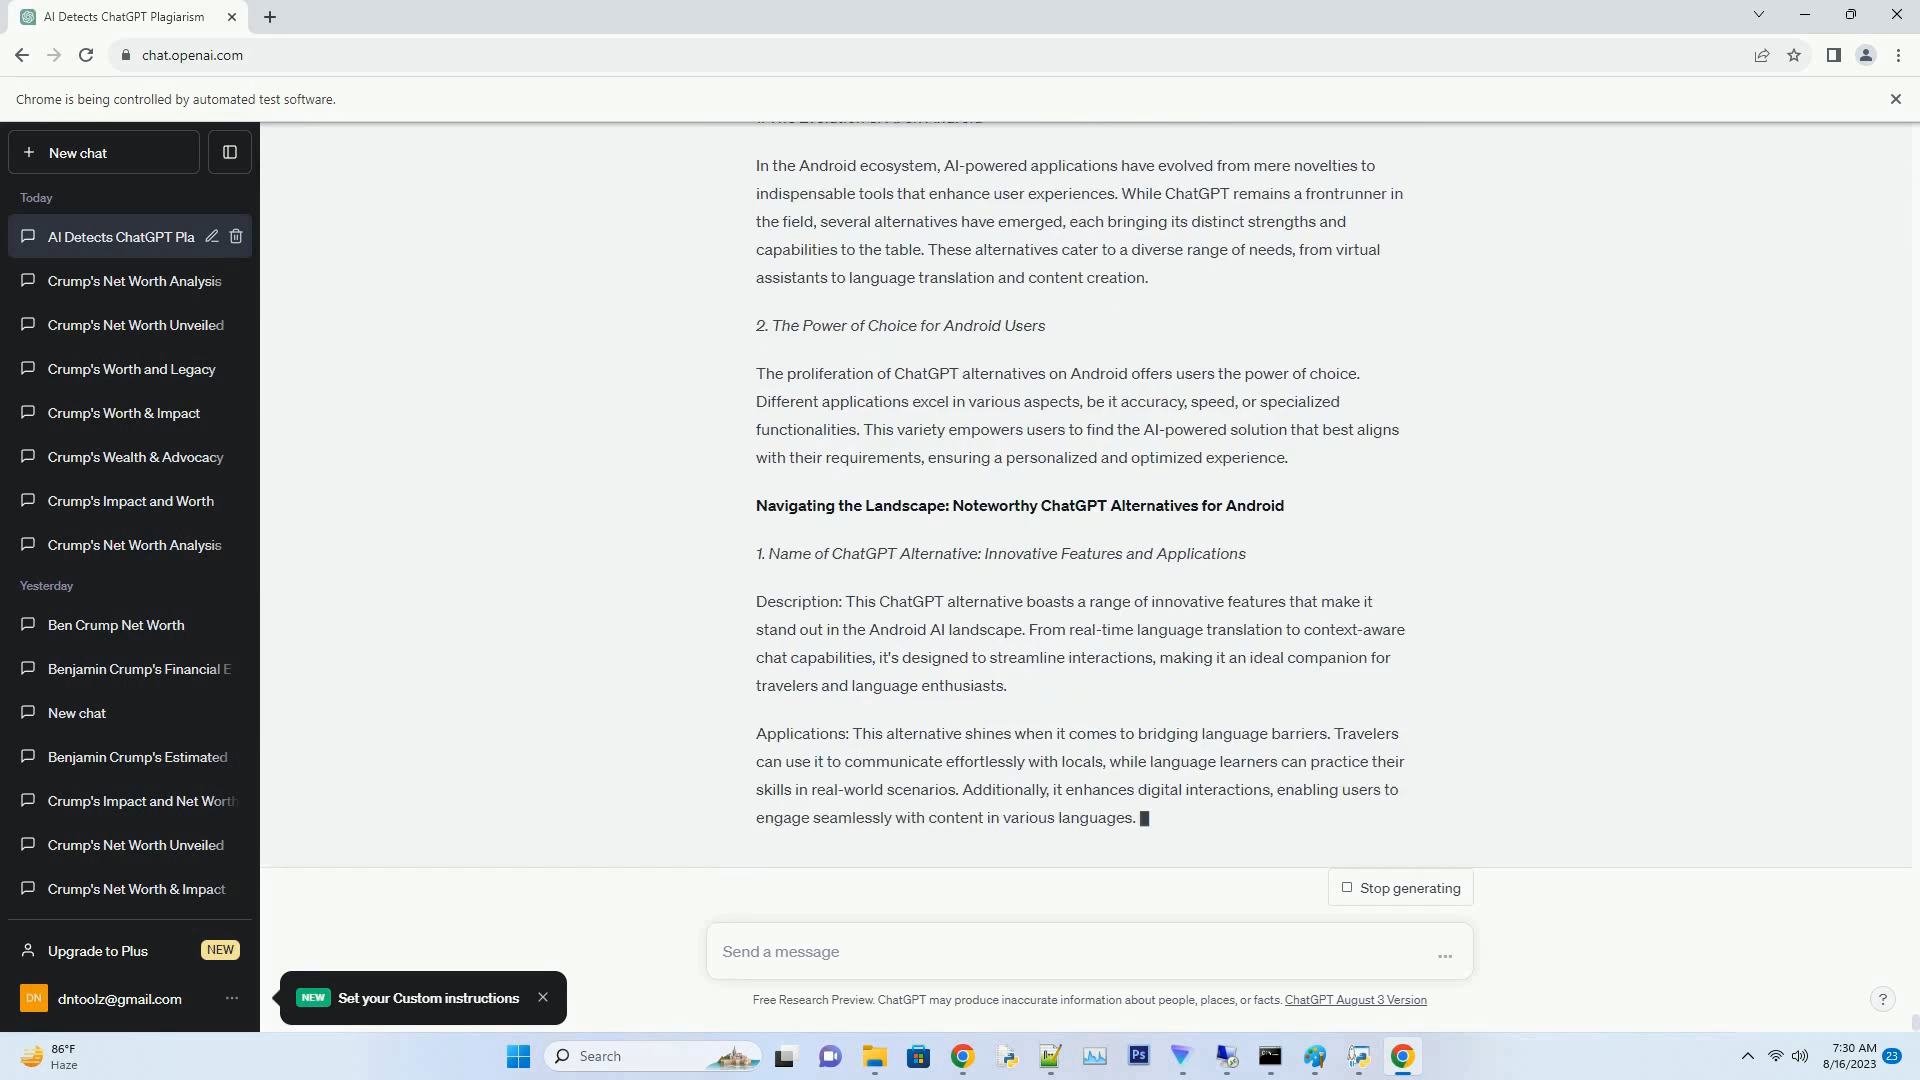 AI Detects ChatGPT Plagiarism
chat.openai.com
Chrome is being controlled by automated test software.
New chat
Today
AI Detects ChatGPT Pla
Crump's Net Worth Analysis
Crump's Net Worth Unveiled
Crump's Worth and Legacy
Crump's Worth & Impact
Crump's Wealth & Advocacy
Crump's Impact and Worth
Crump's Net Worth Analysis
Yesterday
Ben Crump Net Worth
Benjamin Crump's Financial E
New chat
Benjamin Crump's Estimated
Crump's Impact and Net Worth
Crump's Net Worth Unveiled
Crump's Net Worth & Impact
Upgrade to Plus NEW
DN dntoolz@gmail.com
NEW Set your Custom instructions
In the Android ecosystem, AI-powered applications have evolved from mere novelties to
indispensable tools that enhance user experiences. While ChatGPT remains a frontrunner in
the field, several alternatives have emerged, each bringing its distinct strengths and
capabilities to the table. These alternatives cater to a diverse range of needs, from virtual
assistants to language translation and content creation.
2. The Power of Choice for Android Users
The proliferation of ChatGPT alternatives on Android offers users the power of choice.
Different applications excel in various aspects, be it accuracy, speed, or specialized
functionalities. This variety empowers users to find the AI-powered solution that best aligns
with their requirements, ensuring a personalized and optimized experience.
Navigating the Landscape: Noteworthy ChatGPT Alternatives for Android
1. Name of ChatGPT Alternative: Innovative Features and Applications
Description: This ChatGPT alternative boasts a range of innovative features that make it
stand out in the Android AI landscape. From real-time language translation to context-aware
chat capabilities, it's designed to streamline interactions, making it an ideal companion for
travelers and language enthusiasts.
Applications: This alternative shines when it comes to bridging language barriers. Travelers
can use it to communicate effortlessly with locals, while language learners can practice their
skills in real-world scenarios. Additionally, it enhances digital interactions, enabling users to
engage seamlessly with content in various languages.
Stop generating
Send a message
Free Research Preview. ChatGPT may produce inaccurate information about people, places, or facts. ChatGPT August 3 Version
?
86°F
Haze
Search
Ps
7:30 AM
8/16/2023
23